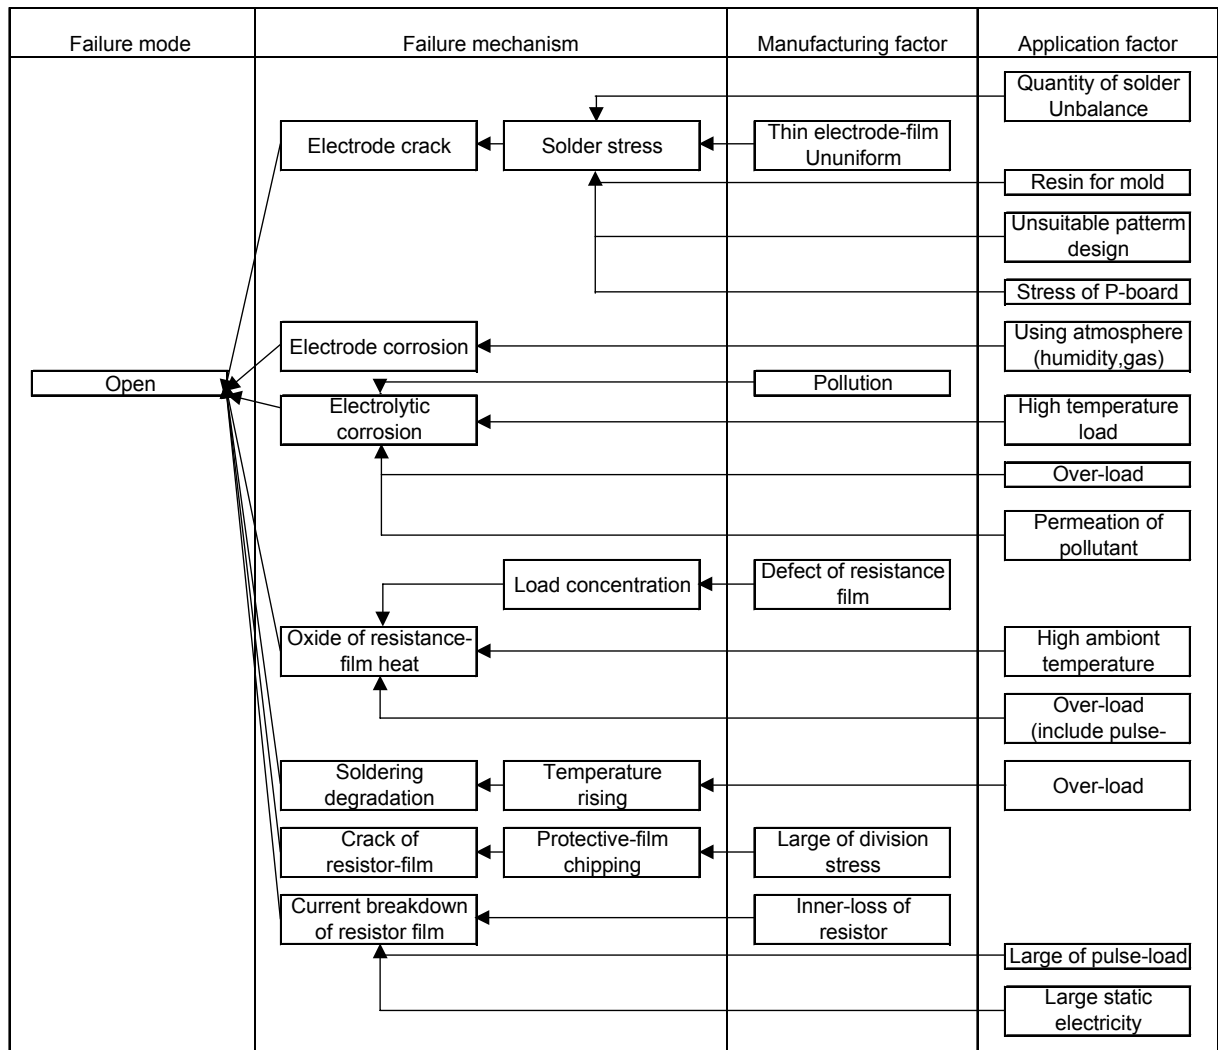 Failure mode
Failure mechanism
Manufacturing factor
Application factor
Quantity of solder
Unbalance
Electrode crack
Solder stress
Thin electrode-film
Ununiform
Resin for mold
Unsuitable patterm
design
Stress of P-board
Electrode corrosion
Using atmosphere
(humidity,gas)
Open
Pollution
Electrolytic
corrosion
High temperature
load
Over-load
Permeation of
pollutant
Load concentration
Defect of resistance
film
Oxide of resistance-
film heat
High ambiont
temperature
Over-load
(include pulse-
Soldering
degradation
Temperature
rising
Over-load
Crack of
resistor-film
Protective-film
chipping
Large of division
stress
Current breakdown
of resistor film
Inner-loss of
resistor
Large of pulse-load
Large static
electricity